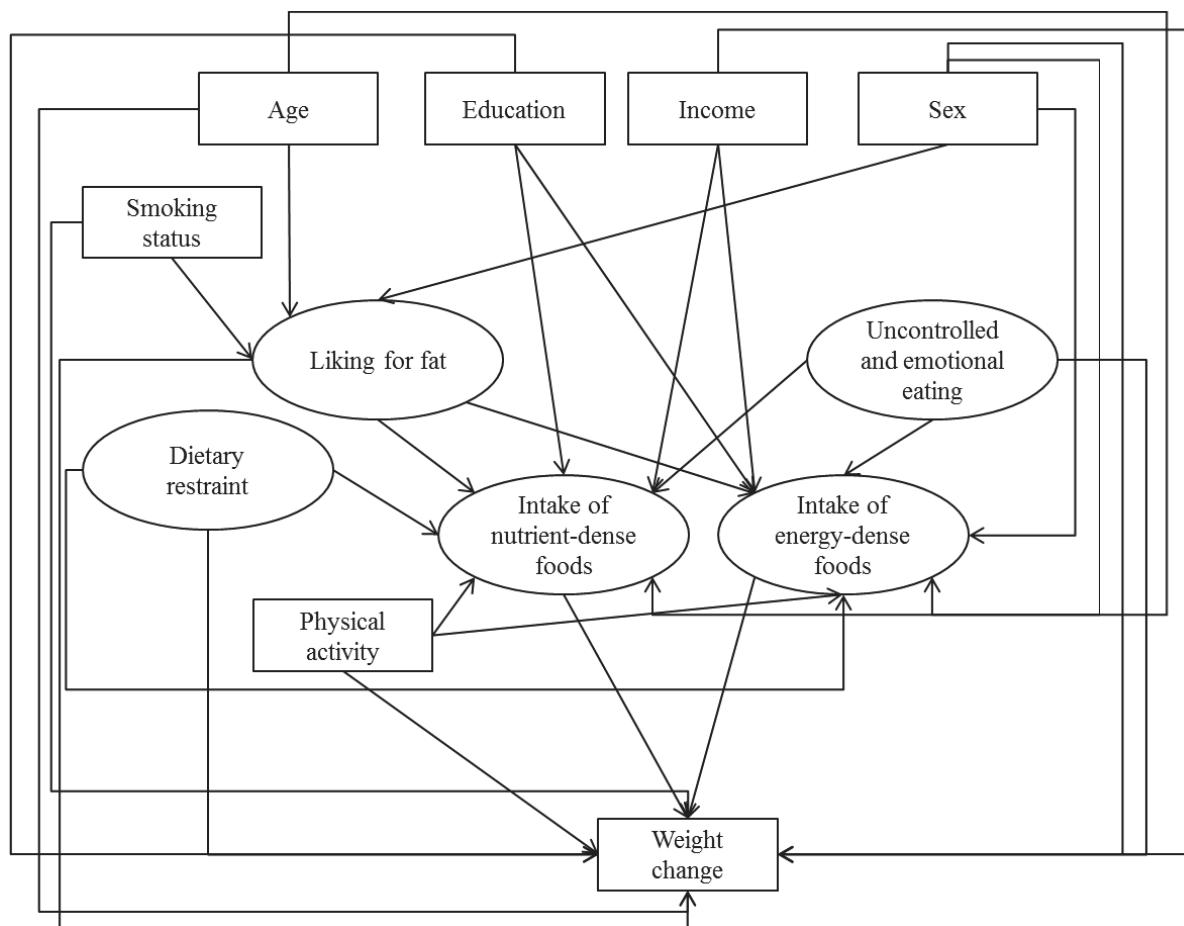 Age
Education
Income
Sex
Smoking
status
Liking for fat
Uncontrolled
and emotional
eating
Dietary
restraint
Intake of
nutrient-dense
foods
Intake of
energy-dense
foods
Physical
activity
Weight
change